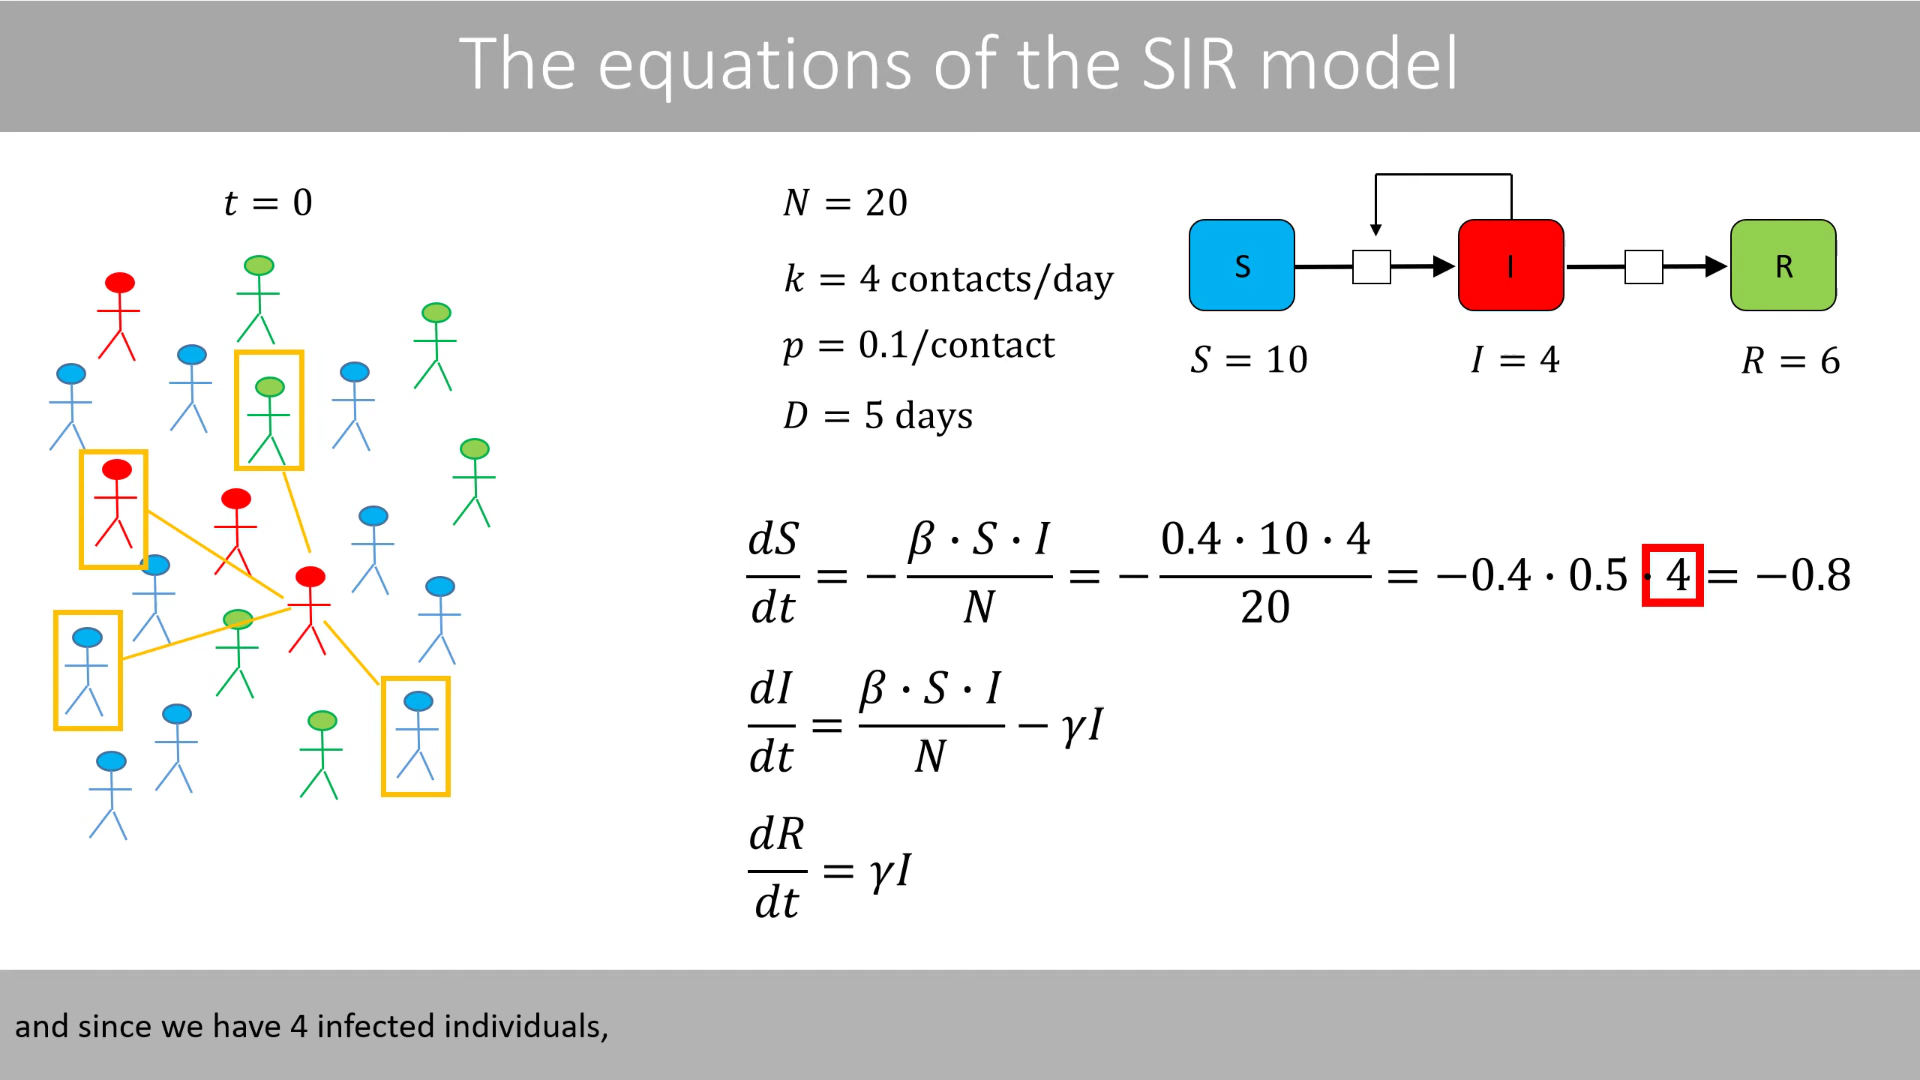 The equations of the SIR model
t = 0
N = 20
k = 4 contacts/day
p = 0.1/contact
D = 5 days
S
I
R
S = 10
I = 4
R = 6
dS/dt = −β · S · I/N = −0.4 · 10 · 4/20 = −0.4 · 0.5 · 4 = −0.8
dI/dt = β · S · I/N − γI
dR/dt = γI
and since we have 4 infected individuals,